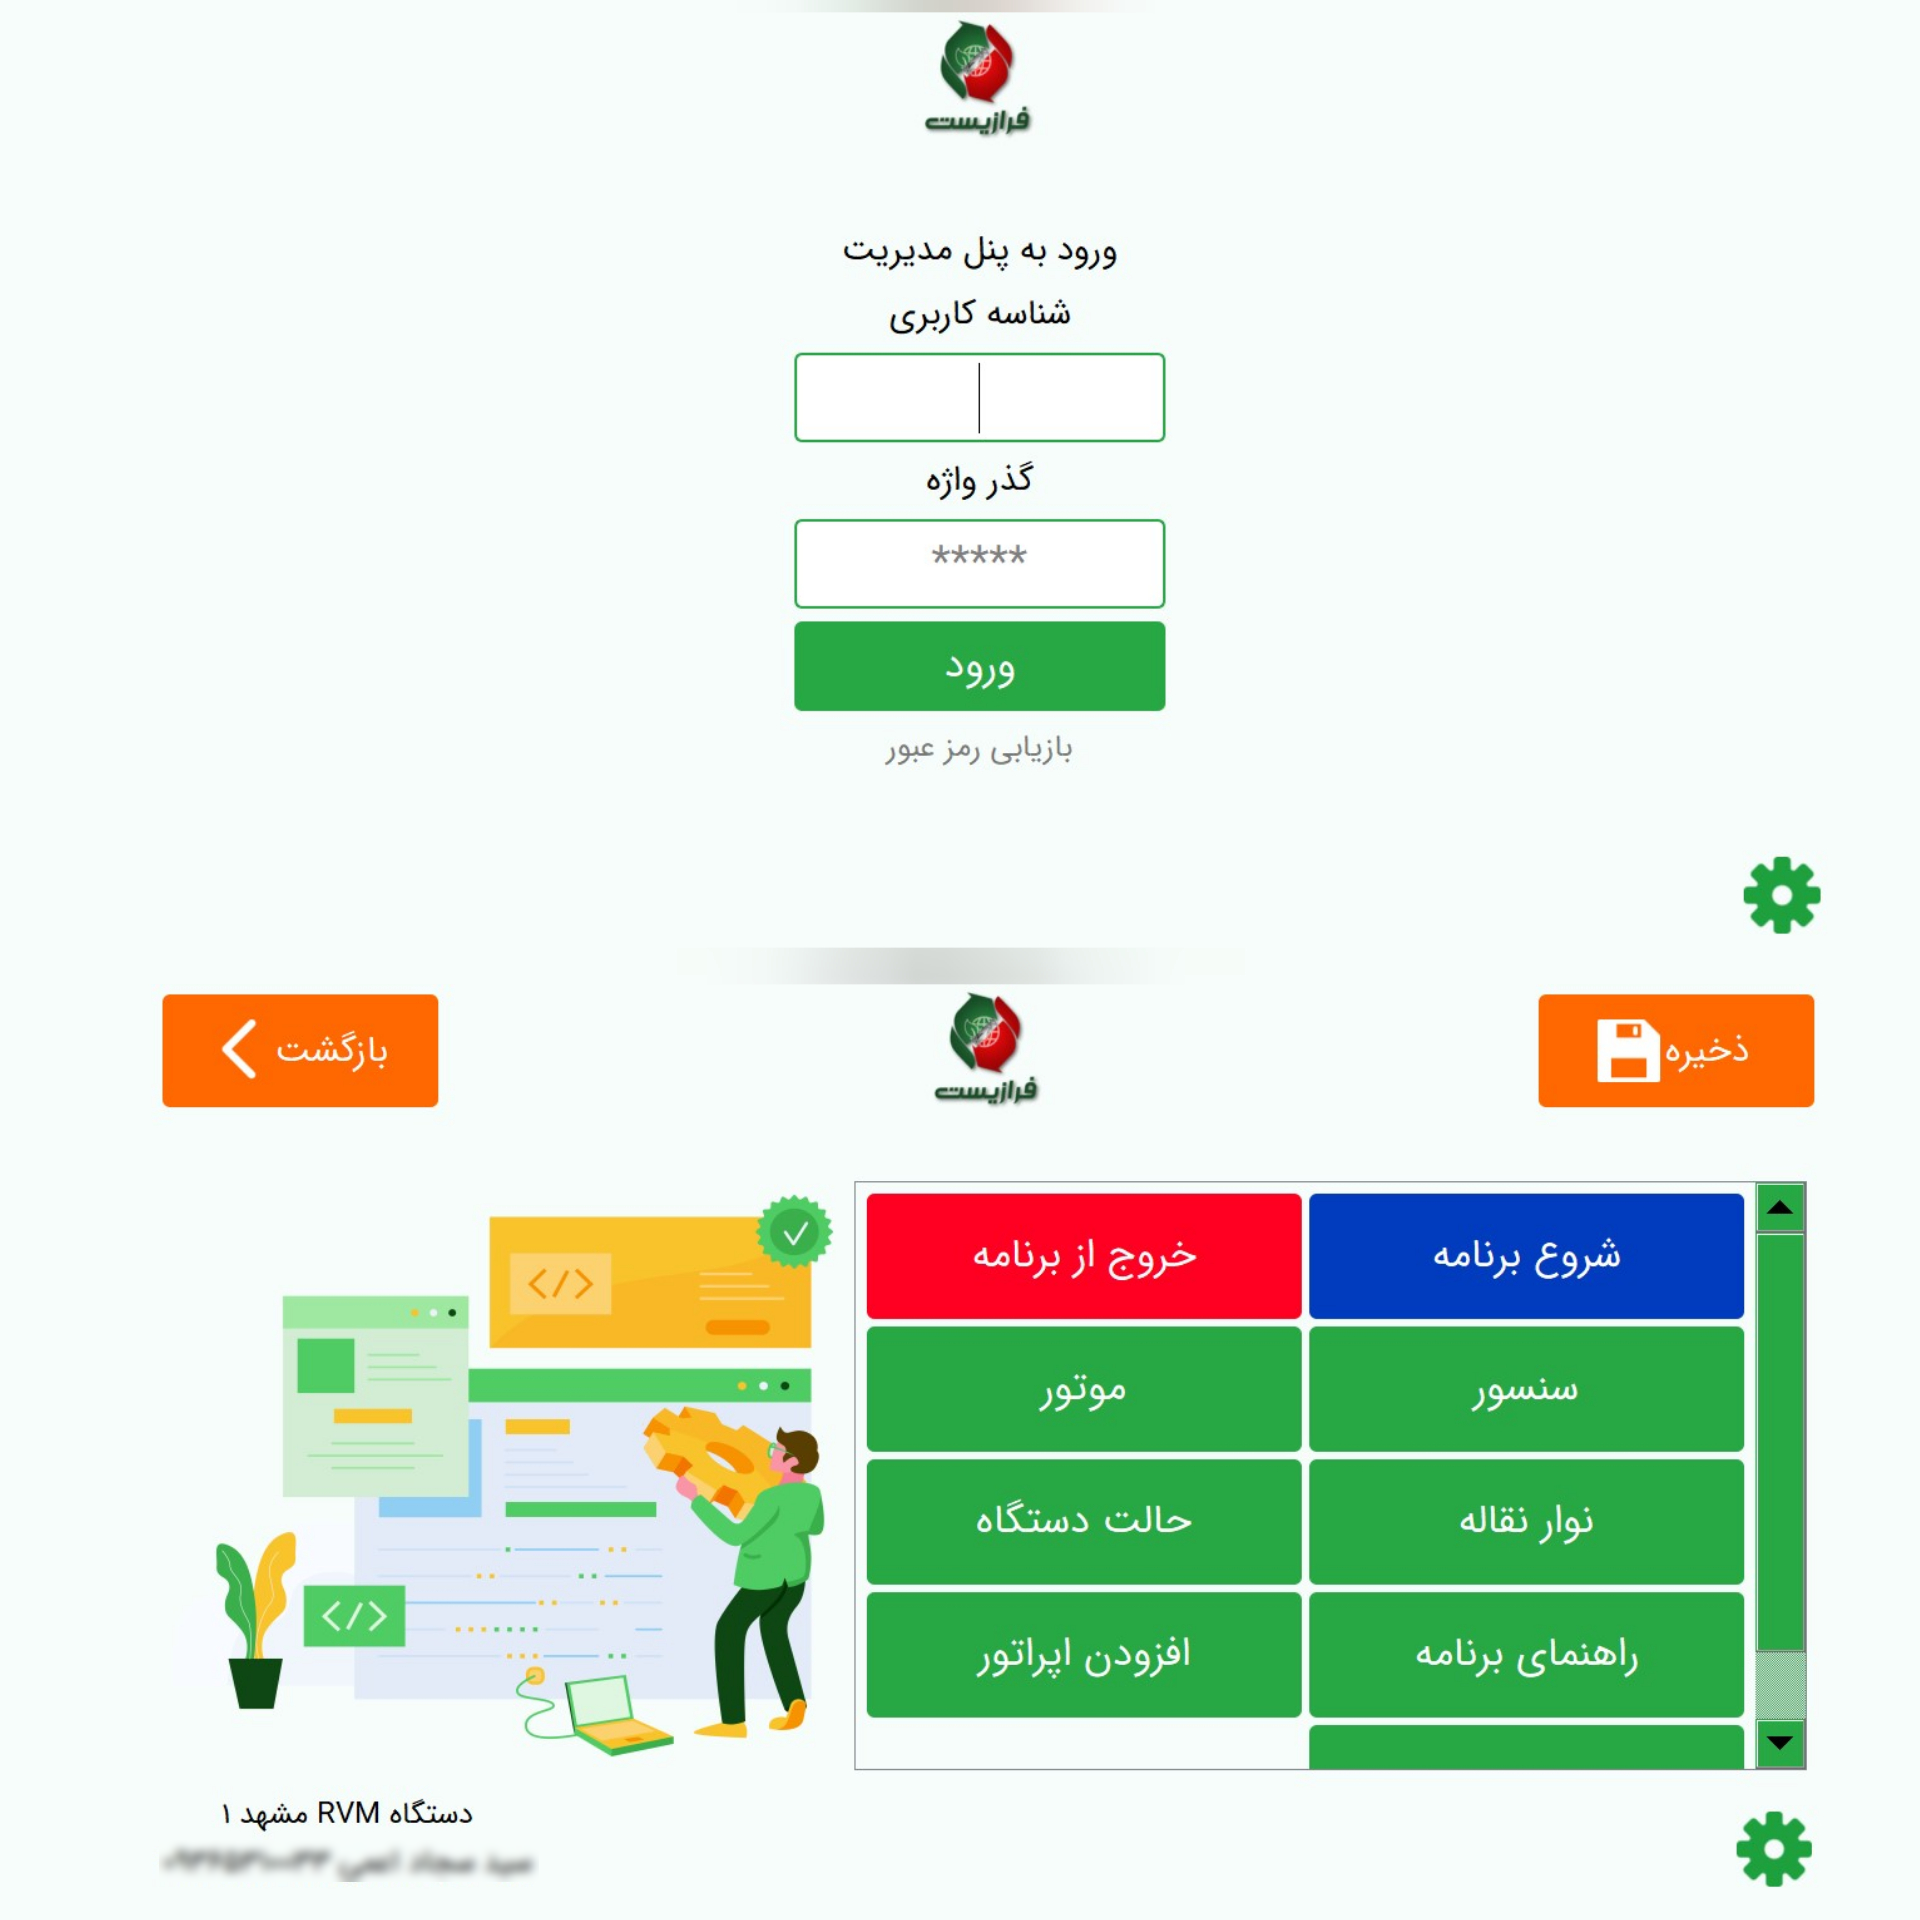 فرازیست
ورود به پنل مدیریت
شناسه کاربری
گذر واژه
*****
ورود
بازیابی رمز عبور
ذخیره
فرازیست
بازگشت
شروع برنامه
خروج از برنامه
سنسور
موتور
نوار نقاله
حالت دستگاه
راهنمای برنامه
افزودن اپراتور
</>
</>
دستگاه RVM مشهد ۱